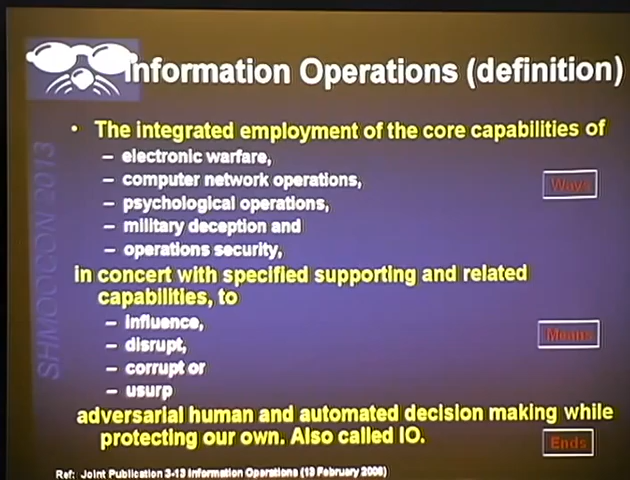 Information Operations (definition)
• The integrated employment of the core capabilities of
– electronic warfare,
– computer network operations,
– psychological operations,
– military deception and
– operations security,
Ways
in concert with specified supporting and related
capabilities, to
– influence,
– disrupt,
– corrupt or
– usurp
Means
adversarial human and automated decision making while
protecting our own. Also called IO.
Ends
Ref: Joint Publication 3-13 Information Operations (13 February 2006)
SHMOOCON 2013